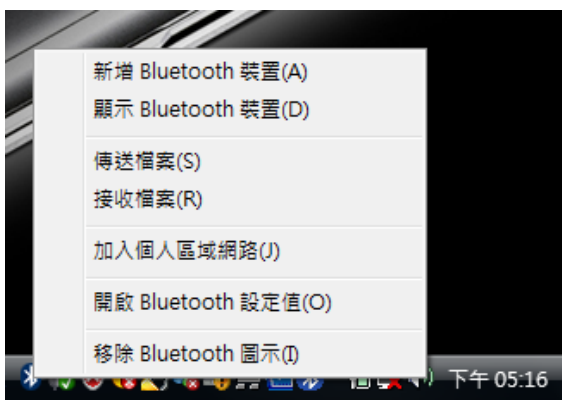 新增 Bluetooth 裝置(A)
顯示 Bluetooth 裝置(D)
傳送檔案(S)
接收檔案(R)
加入個人區域網路(J)
開啟 Bluetooth 設定值(O)
移除 Bluetooth 圖示(I)
下午 05:16